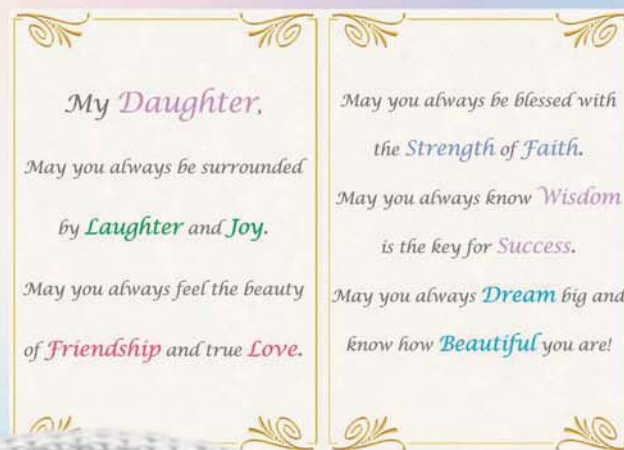 My Daughter,
May you always be surrounded
by Laughter and Joy.
May you always feel the beauty
of Friendship and true Love.
May you always be blessed with
the Strength of Faith.
May you always know Wisdom
is the key for Success.
May you always Dream big and
know how Beautiful you are!